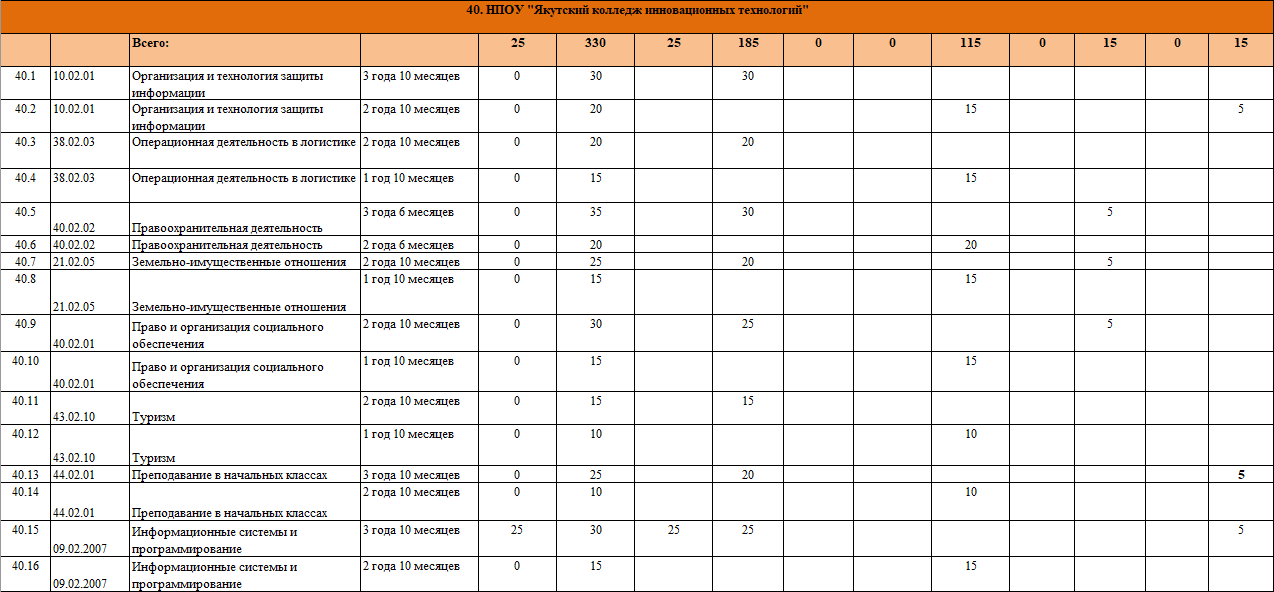 40. НПОУ "Якутский колледж инновационных технологий"
Всего: 25 330 25 185 0 0 115 0 15 0 15
40.1 10.02.01 Организация и технология защиты информации 3 года 10 месяцев 0 30 30
40.2 10.02.01 Организация и технология защиты информации 2 года 10 месяцев 0 20 15 5
40.3 38.02.03 Операционная деятельность в логистике 2 года 10 месяцев 0 20 20
40.4 38.02.03 Операционная деятельность в логистике 1 год 10 месяцев 0 15 15
40.5 40.02.02 Правоохранительная деятельность 3 года 6 месяцев 0 35 30 5
40.6 40.02.02 Правоохранительная деятельность 2 года 6 месяцев 0 20 20
40.7 21.02.05 Земельно-имущественные отношения 2 года 10 месяцев 0 25 20 5
40.8 21.02.05 Земельно-имущественные отношения 1 год 10 месяцев 0 15 15
40.9 40.02.01 Право и организация социального обеспечения 2 года 10 месяцев 0 30 25 5
40.10 40.02.01 Право и организация социального обеспечения 1 год 10 месяцев 0 15 15
40.11 43.02.10 Туризм 2 года 10 месяцев 0 15 15
40.12 43.02.10 Туризм 1 год 10 месяцев 0 10 10
40.13 44.02.01 Преподавание в начальных классах 3 года 10 месяцев 0 25 20 5
40.14 44.02.01 Преподавание в начальных классах 2 года 10 месяцев 0 10 10
40.15 09.02.2007 Информационные системы и программирование 3 года 10 месяцев 25 30 25 25 5
40.16 09.02.2007 Информационные системы и программирование 2 года 10 месяцев 0 15 15